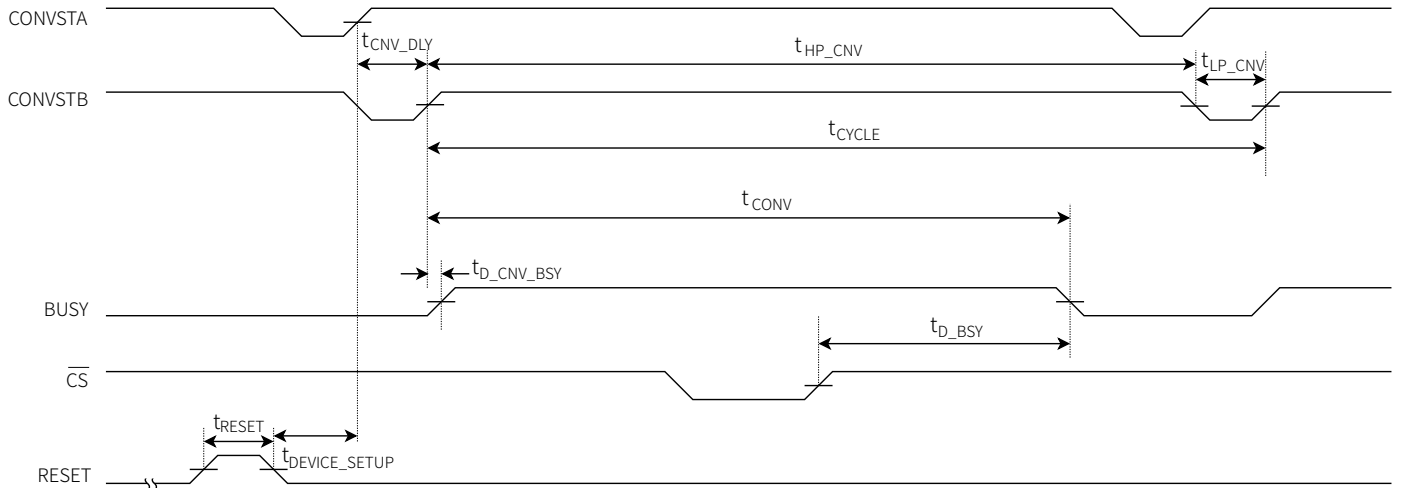 CONVSTA
tCNV_DLY
tHP_CNV
tLP_CNV
CONVSTB
tCYCLE
tCONV
tD_CNV_BSY
BUSY
tD_BSY
CS
tRESET
tDEVICE_SETUP
RESET